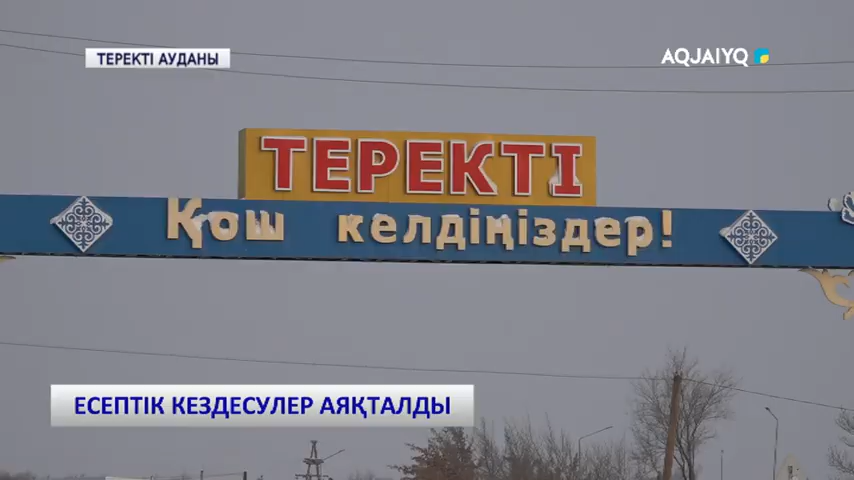 ТЕРЕКТІ АУДАНЫ
AQJAIYQ
ТЕРЕКТІ
Қош келдіңіздер!
ЕСЕПТІК КЕЗДЕСУЛЕР АЯҚТАЛДЫ